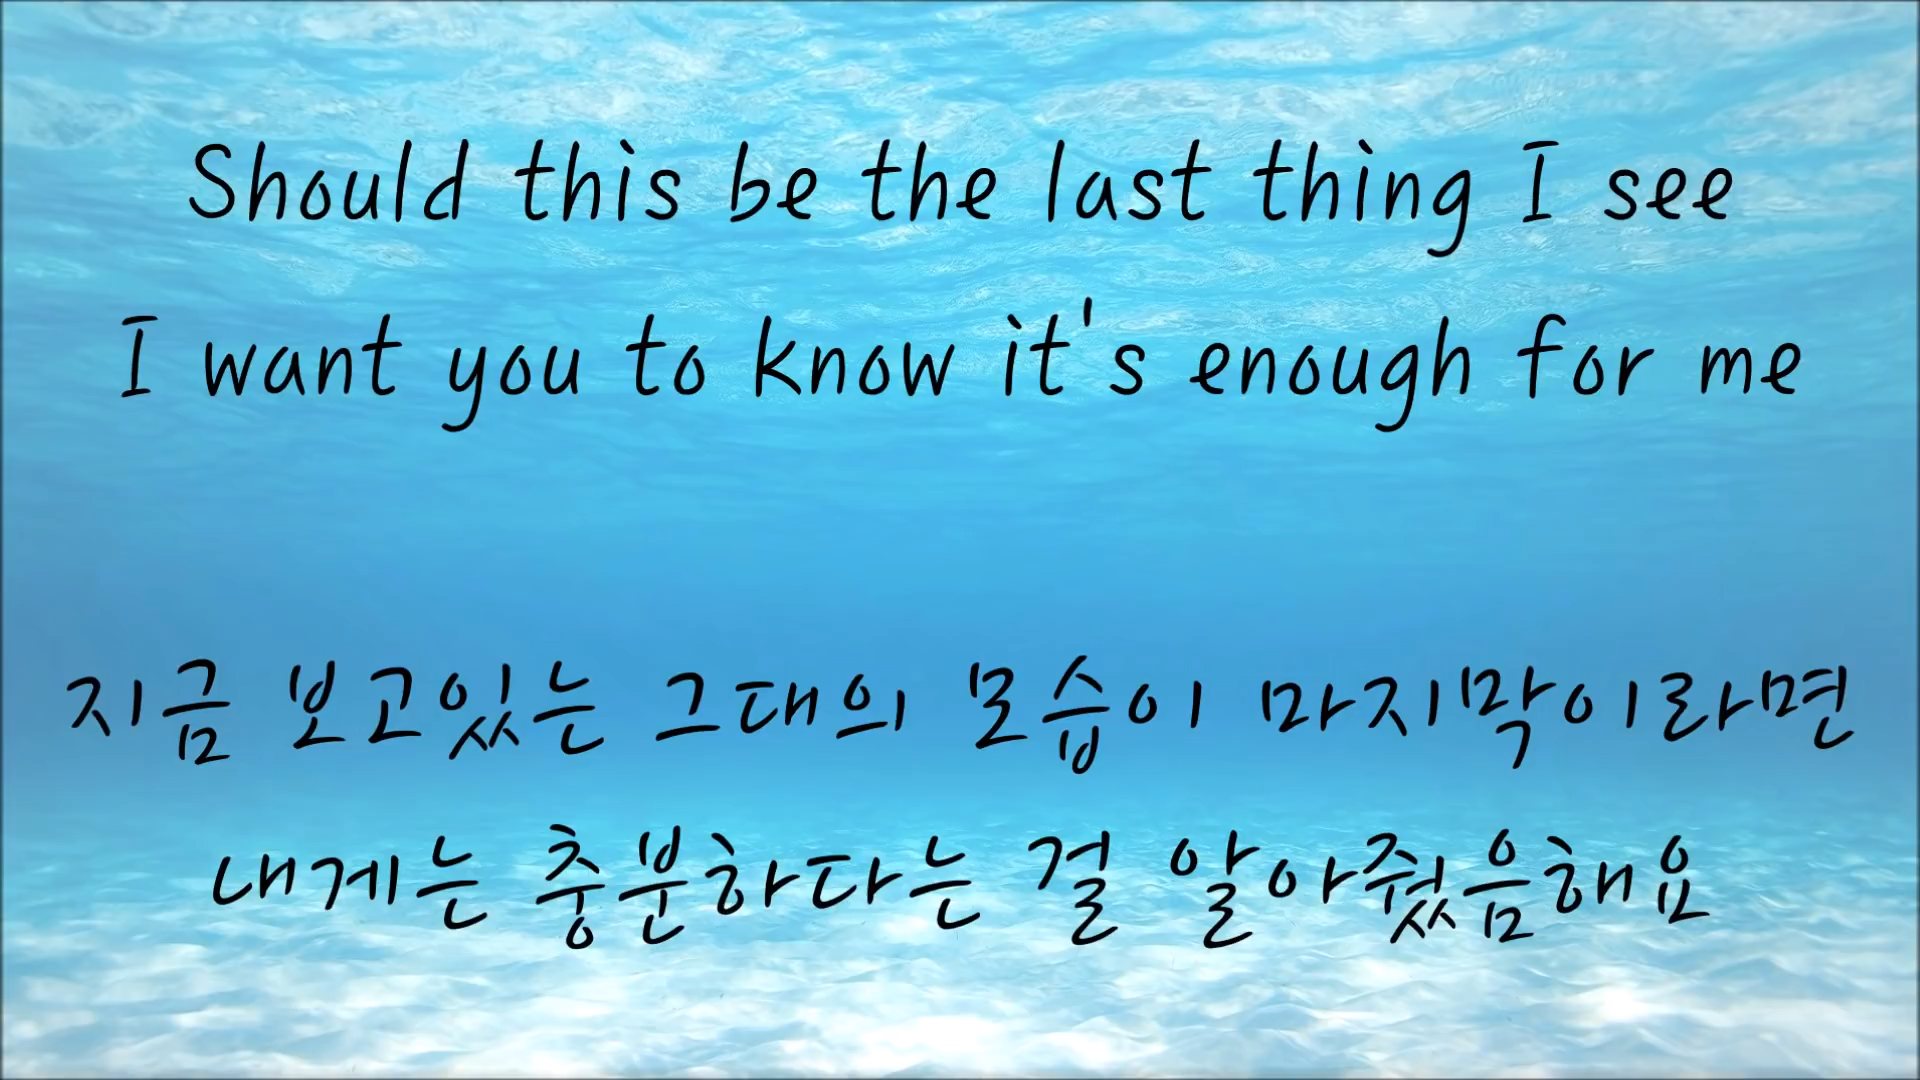 Should this be the last thing I see
I want you to know it's enough for me
지금 보고있는 그대의 모습이 마지막이라면
내게는 충분하다는 걸 알아줬음해요